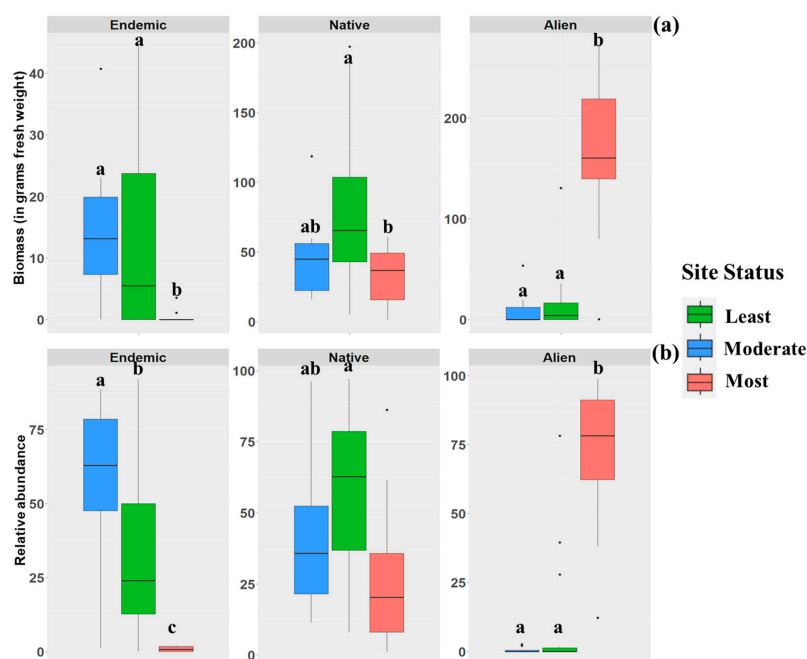 Endemic Native Alien (a)
Biomass (in grams fresh weight)
40
30
20
10
0
a
a
b
200
150
100
50
0
ab
a
b
200
100
0
a
a
b
Site Status
Least
Moderate
Most
Endemic Native Alien (b)
Relative abundance
75
50
25
0
a
b
c
100
75
50
25
0
ab
a
100
75
50
25
0
a
a
b